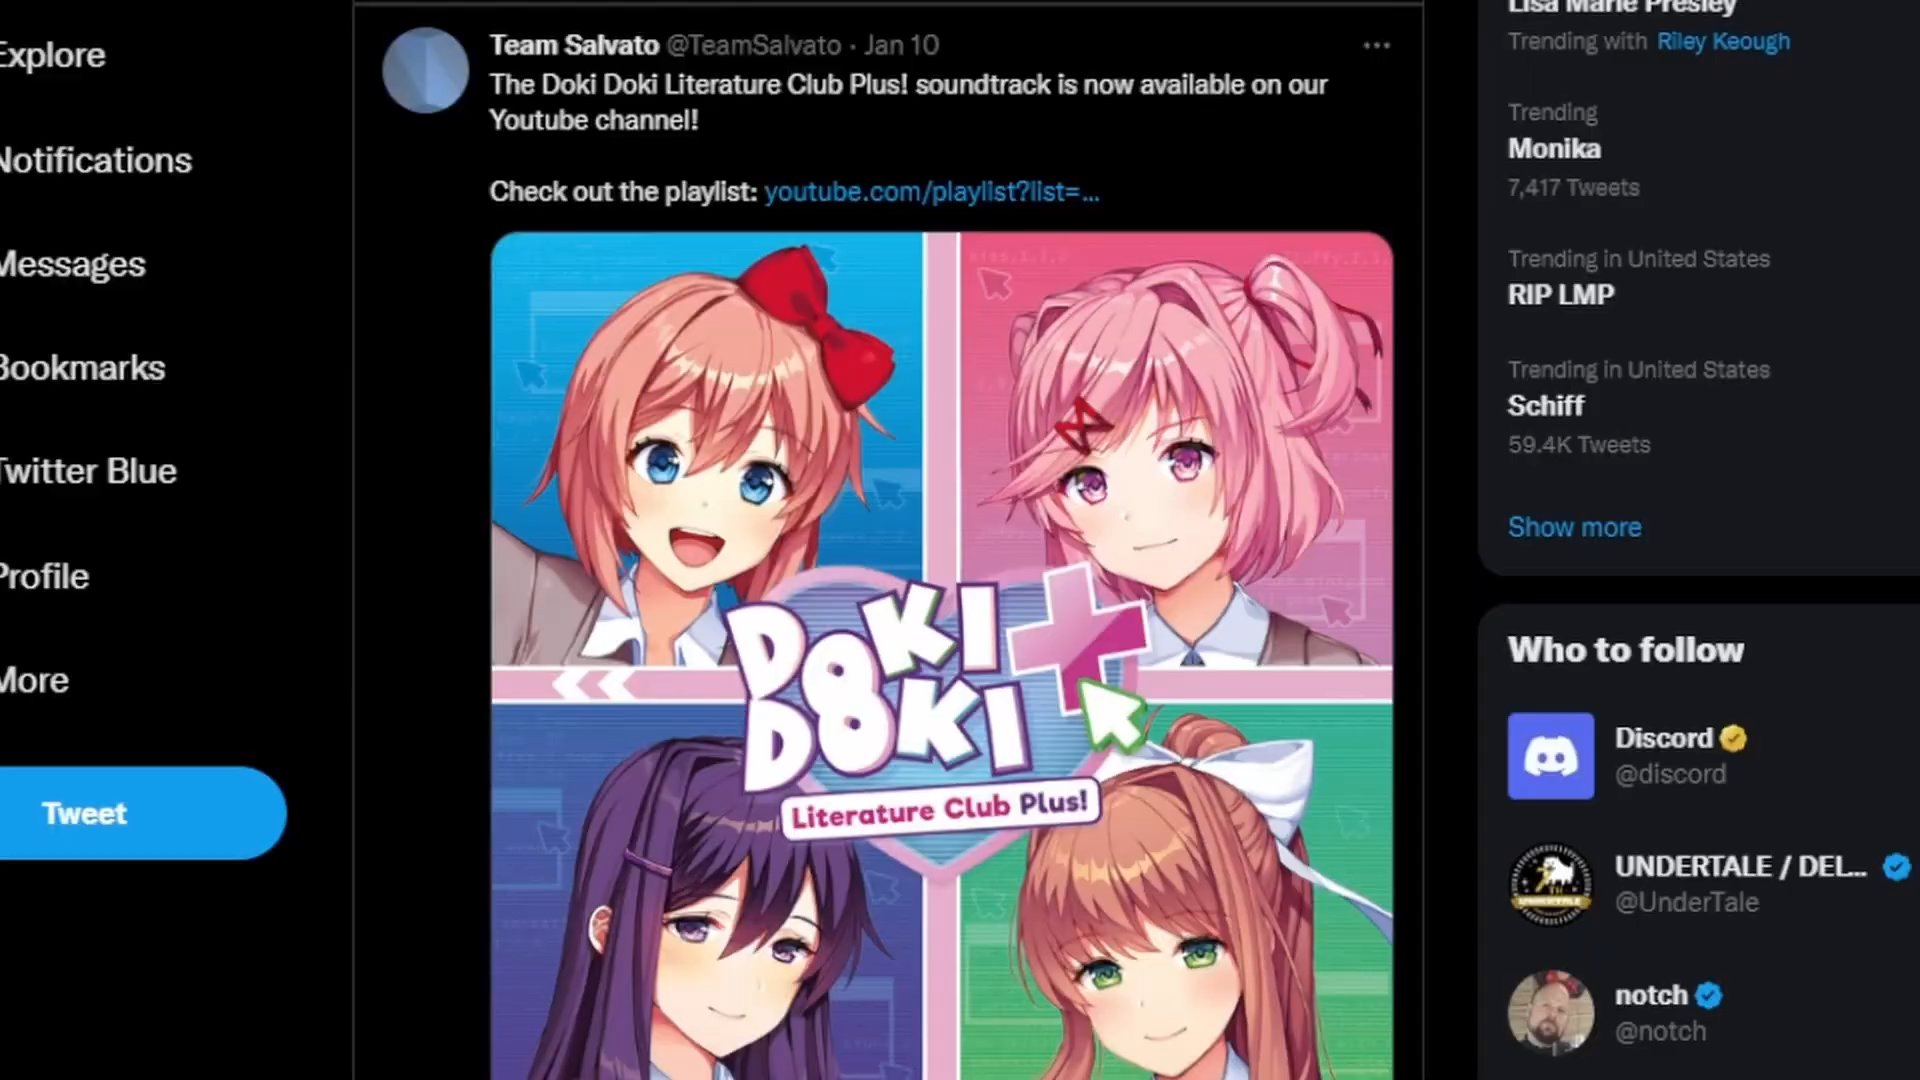 Explore
Notifications
Messages
Bookmarks
Twitter Blue
Profile
More
Tweet
Team Salvato @TeamSalvato · Jan 10
The Doki Doki Literature Club Plus! soundtrack is now available on our
Youtube channel!
Check out the playlist: youtube.com/playlist?list=...
DOKI
DOKI
Literature Club Plus!
Lisa Marie Presley
Trending with Riley Keough
Trending
Monika
7,417 Tweets
Trending in United States
RIP LMP
Trending in United States
Schiff
59.4K Tweets
Show more
Who to follow
Discord
@discord
UNDERTALE / DEL...
@UnderTale
notch
@notch